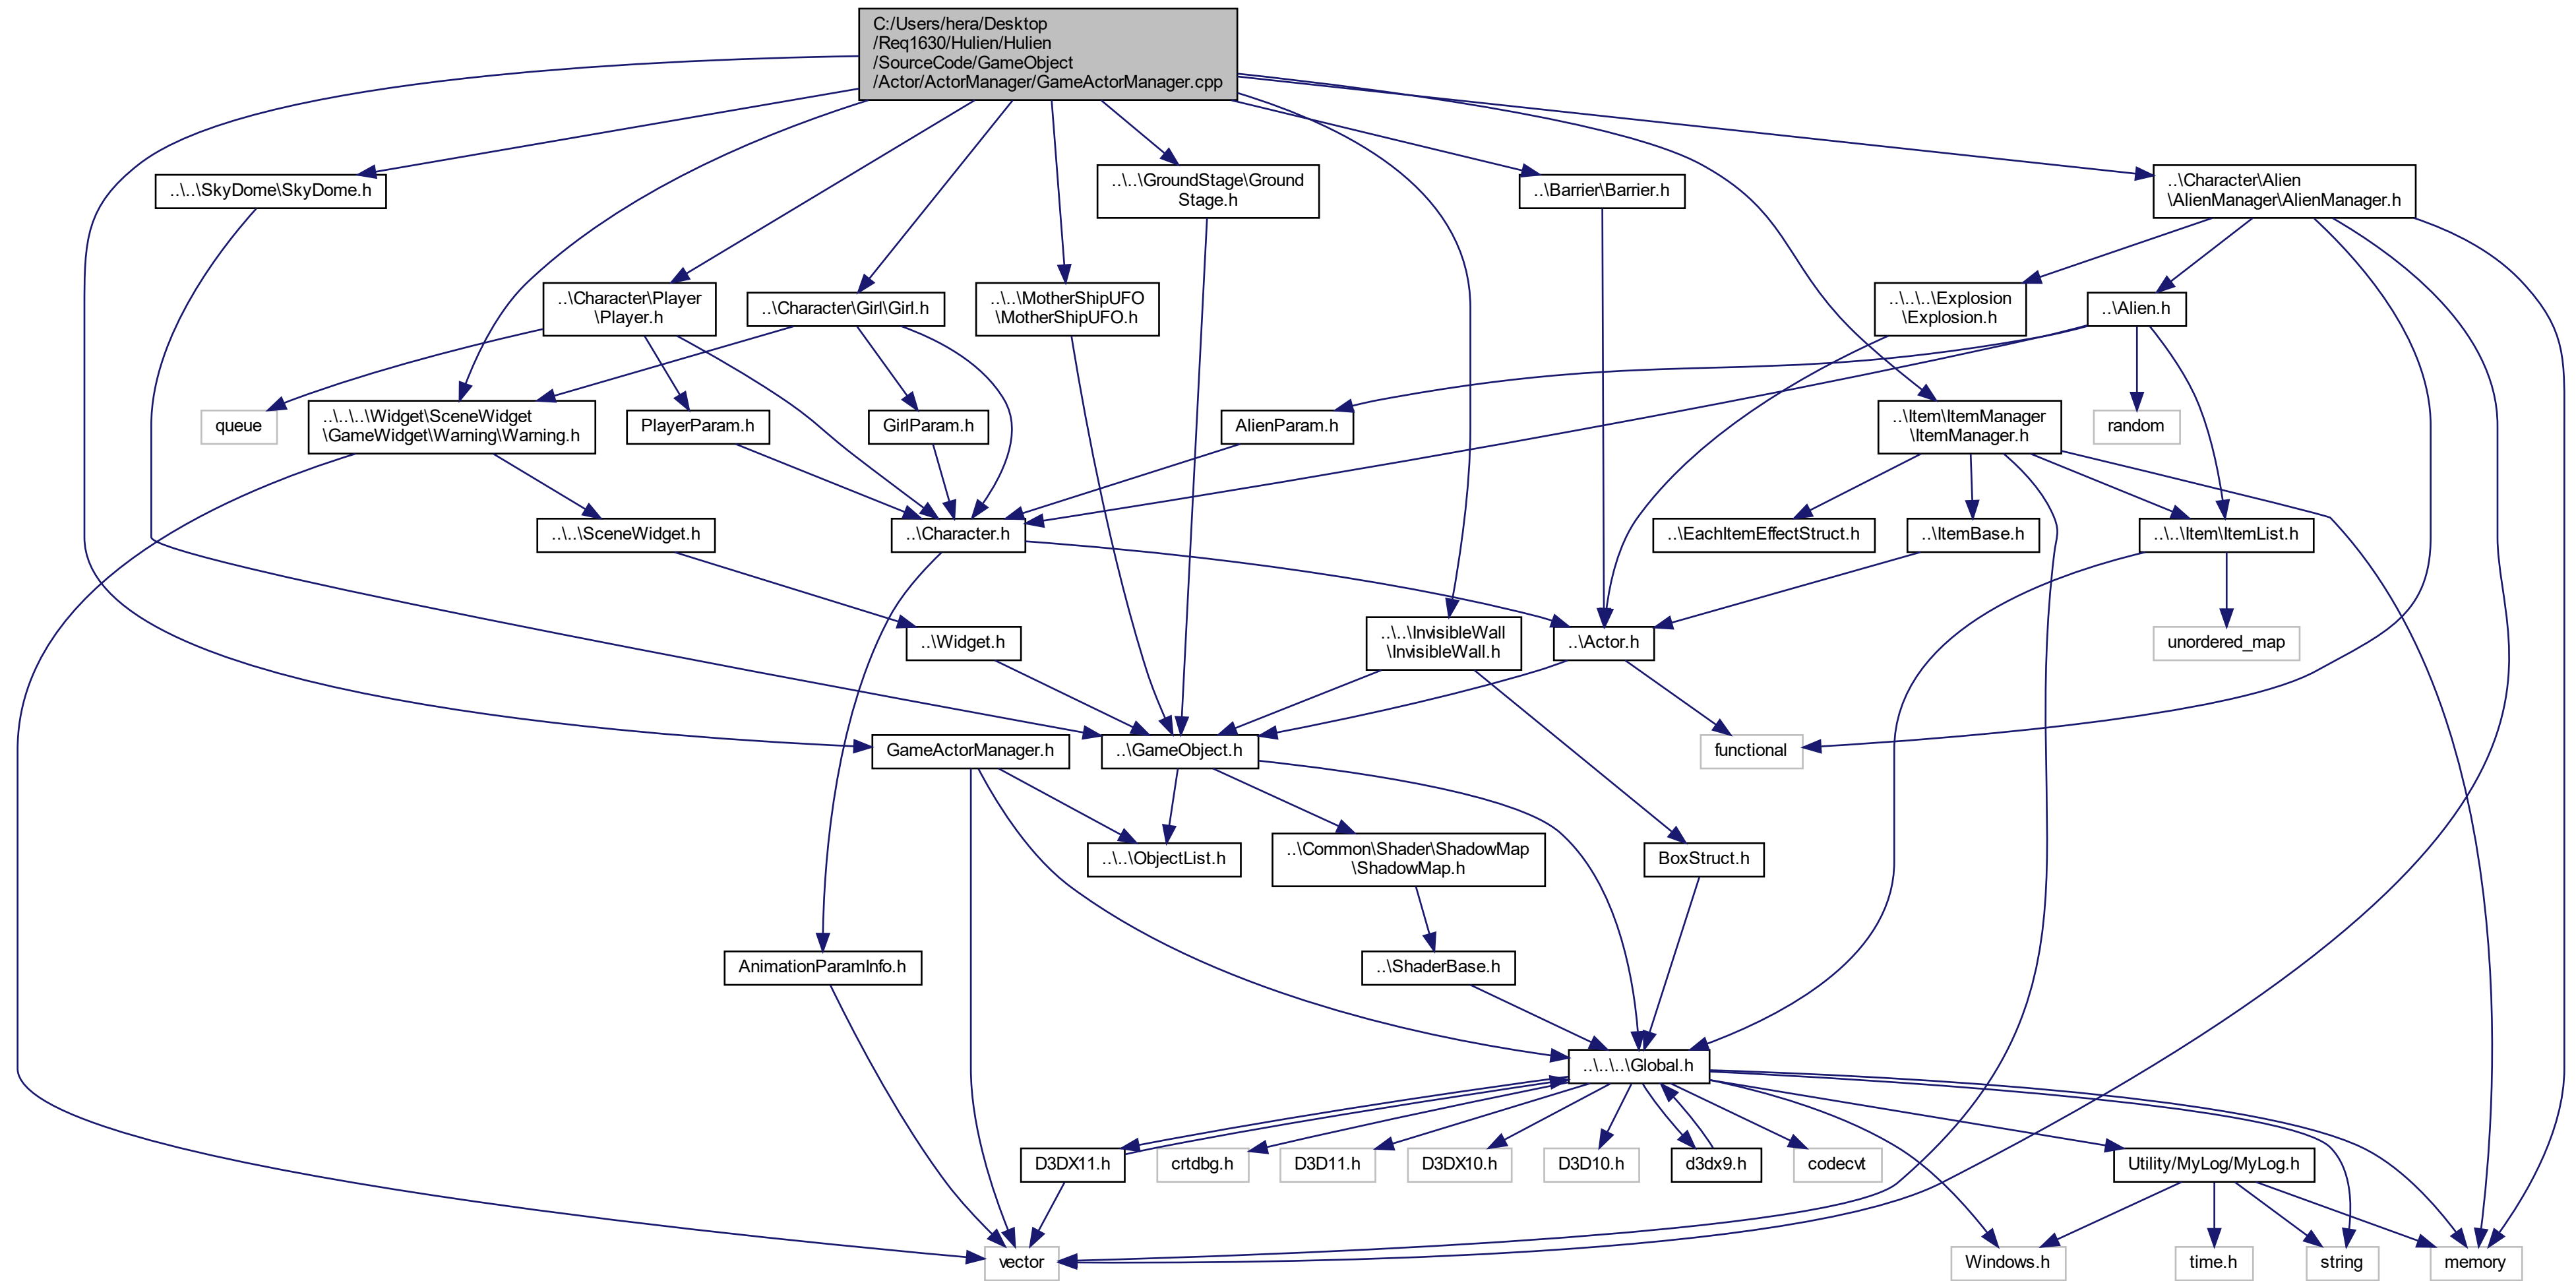 C:/Users/hera/Desktop
/Req1630/Hulien/Hulien
/SourceCode/GameObject
/Actor/ActorManager/GameActorManager.cpp
..\..\SkyDome\SkyDome.h
..\..\GroundStage\Ground
Stage.h
..\Barrier\Barrier.h
..\Character\Alien
\AlienManager\AlienManager.h
..\Character\Player
\Player.h
..\Character\Girl\Girl.h
..\..\MotherShipUFO
\MotherShipUFO.h
..\..\..\Explosion
\Explosion.h
..\Alien.h
queue
..\..\..\Widget\SceneWidget
\GameWidget\Warning\Warning.h
PlayerParam.h
GirlParam.h
AlienParam.h
..\Item\ItemManager
\ItemManager.h
random
..\..\SceneWidget.h
..\Character.h
..\EachItemEffectStruct.h
..\ItemBase.h
..\..\Item\ItemList.h
..\Widget.h
..\..\InvisibleWall
\InvisibleWall.h
..\Actor.h
unordered_map
GameActorManager.h
..\GameObject.h
functional
..\..\ObjectList.h
..\Common\Shader\ShadowMap
\ShadowMap.h
BoxStruct.h
AnimationParamInfo.h
..\ShaderBase.h
..\..\..\Global.h
D3DX11.h
crtdbg.h
D3D11.h
D3DX10.h
D3D10.h
d3dx9.h
codecvt
Utility/MyLog/MyLog.h
vector
Windows.h
time.h
string
memory